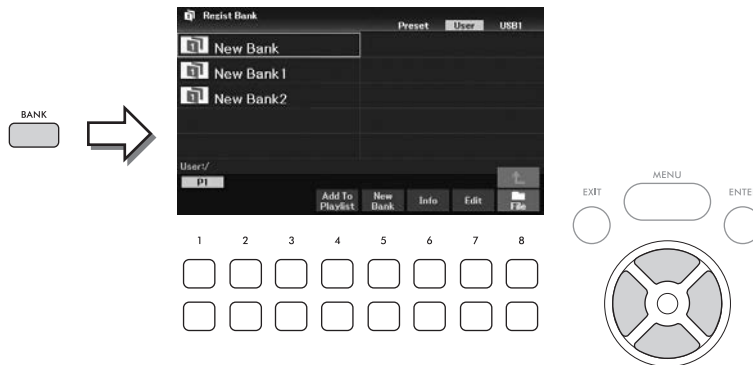 Regist Bank
Preset User USB1
New Bank
New Bank1
New Bank2
BANK
User:/
P1
Add To Playlist New Bank Info Edit File
1 2 3 4 5 6 7 8
EXIT MENU ENTE